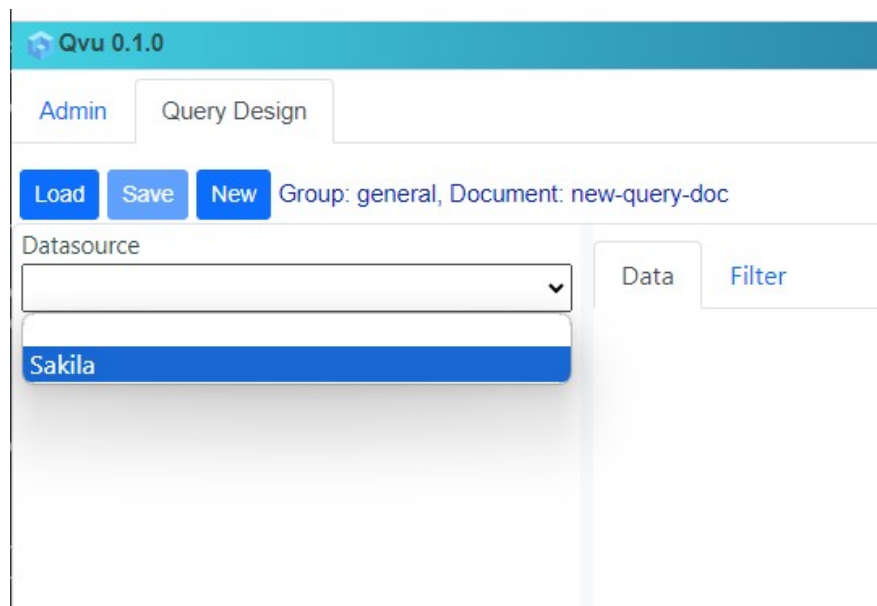 Qvu 0.1.0
Admin Query Design
Load Save New Group: general, Document: new-query-doc
Datasource
Data Filter
Sakila